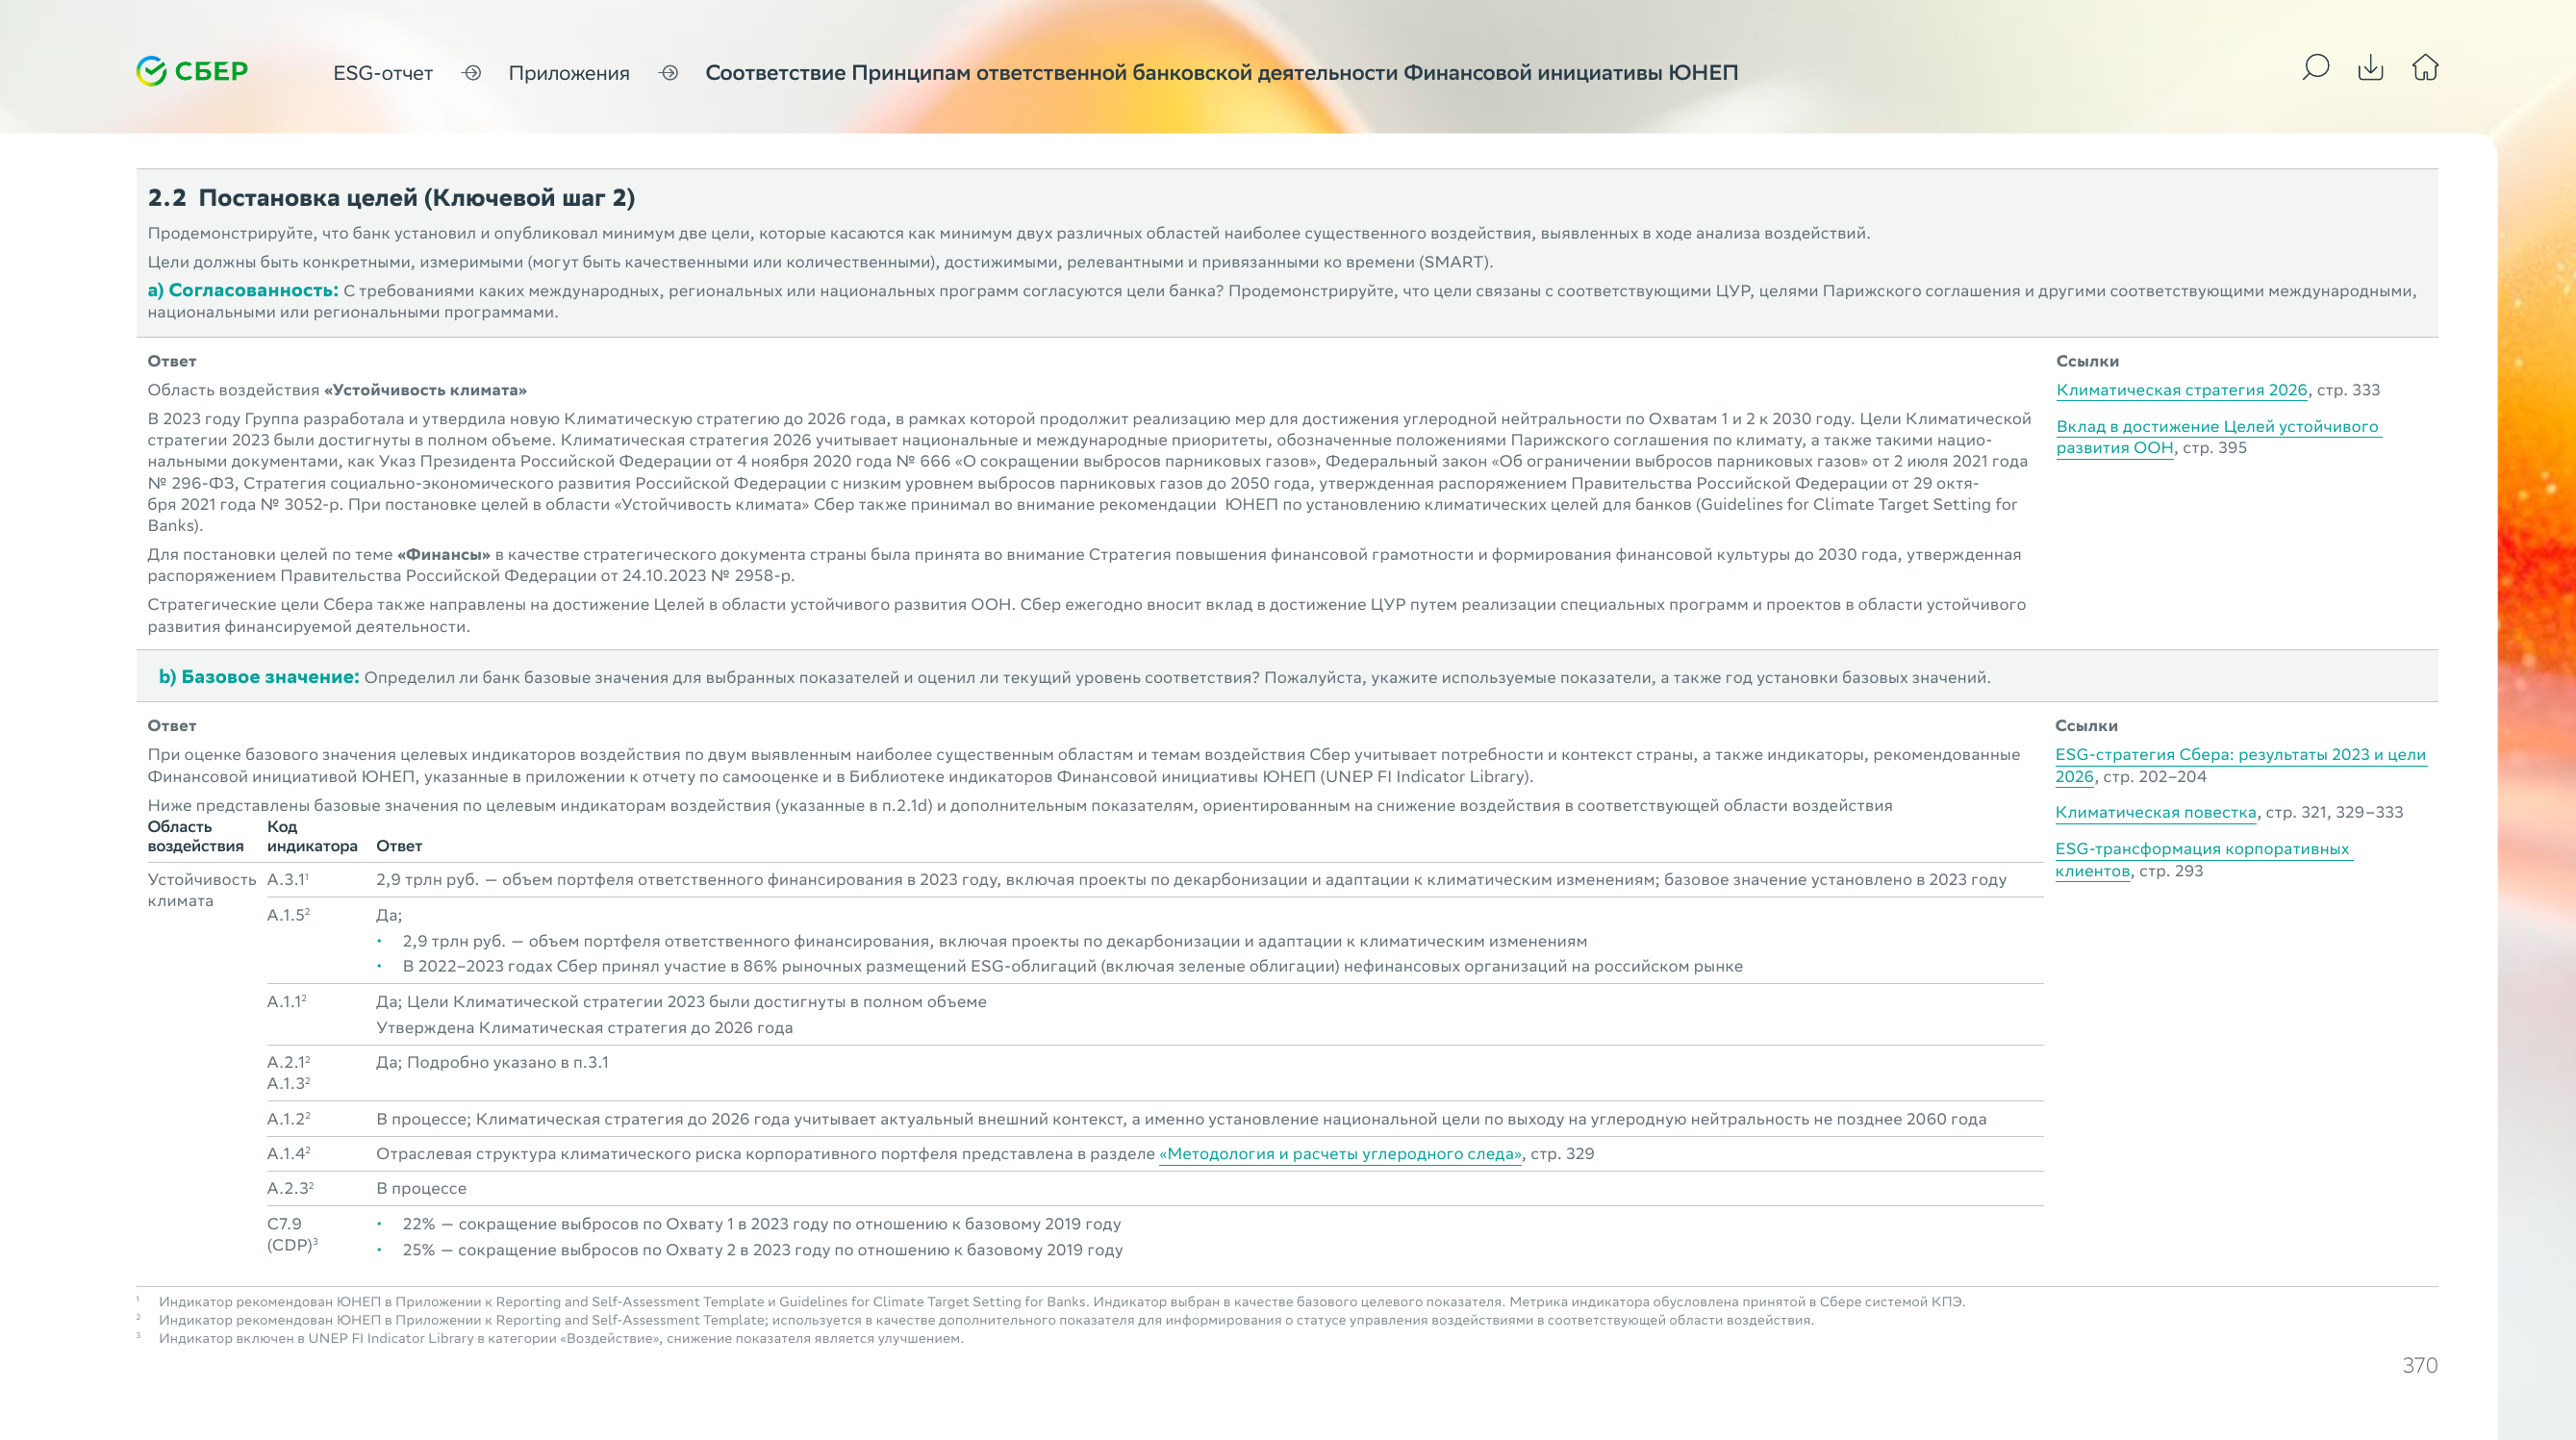 СБЕР
ESG-отчет
Приложения
Соответствие Принципам ответственной банковской деятельности Финансовой инициативы ЮНЕП
2.2 Постановка целей (Ключевой шаг 2)
Продемонстрируйте, что банк установил и опубликовал минимум две цели, которые касаются как минимум двух различных областей наиболее существенного воздействия, выявленных в ходе анализа воздействий.
Цели должны быть конкретными, измеримыми (могут быть качественными или количественными), достижимыми, релевантными и привязанными ко времени (SMART).
а) Согласованность: С требованиями каких международных, региональных или национальных программ согласуются цели банка? Продемонстрируйте, что цели связаны с соответствующими ЦУР, целями Парижского соглашения и другими соответствующими международными,
национальными или региональными программами.
Ответ
Область воздействия «Устойчивость климата»
В 2023 году Группа разработала и утвердила новую Климатическую стратегию до 2026 года, в рамках которой продолжит реализацию мер для достижения углеродной нейтральности по Охватам 1 и 2 к 2030 году. Цели Климатической
стратегии 2023 были достигнуты в полном объеме. Климатическая стратегия 2026 учитывает национальные и международные приоритеты, обозначенные положениями Парижского соглашения по климату, а также такими нацио-
нальными документами, как Указ Президента Российской Федерации от 4 ноября 2020 года № 666 «О сокращении выбросов парниковых газов», Федеральный закон «Об ограничении выбросов парниковых газов» от 2 июля 2021 года
№ 296-ФЗ, Стратегия социально-экономического развития Российской Федерации с низким уровнем выбросов парниковых газов до 2050 года, утвержденная распоряжением Правительства Российской Федерации от 29 октя-
бря 2021 года № 3052-р. При постановке целей в области «Устойчивость климата» Сбер также принимал во внимание рекомендации ЮНЕП по установлению климатических целей для банков (Guidelines for Climate Target Setting for
Banks).
Для постановки целей по теме «Финансы» в качестве стратегического документа страны была принята во внимание Стратегия повышения финансовой грамотности и формирования финансовой культуры до 2030 года, утвержденная
распоряжением Правительства Российской Федерации от 24.10.2023 № 2958-р.
Стратегические цели Сбера также направлены на достижение Целей в области устойчивого развития ООН. Сбер ежегодно вносит вклад в достижение ЦУР путем реализации специальных программ и проектов в области устойчивого
развития финансируемой деятельности.
Ссылки
Климатическая стратегия 2026, стр. 333
Вклад в достижение Целей устойчивого
развития ООН, стр. 395
b) Базовое значение: Определил ли банк базовые значения для выбранных показателей и оценил ли текущий уровень соответствия? Пожалуйста, укажите используемые показатели, а также год установки базовых значений.
Ответ
При оценке базового значения целевых индикаторов воздействия по двум выявленным наиболее существенным областям и темам воздействия Сбер учитывает потребности и контекст страны, а также индикаторы, рекомендованные
Финансовой инициативой ЮНЕП, указанные в приложении к отчету по самооценке и в Библиотеке индикаторов Финансовой инициативы ЮНЕП (UNEP FI Indicator Library).
Ниже представлены базовые значения по целевым индикаторам воздействия (указанные в п.2.1d) и дополнительным показателям, ориентированным на снижение воздействия в соответствующей области воздействия
Область
воздействия
Код
индикатора
Ответ
Устойчивость
климата
А.3.1¹
2,9 трлн руб. — объем портфеля ответственного финансирования в 2023 году, включая проекты по декарбонизации и адаптации к климатическим изменениям; базовое значение установлено в 2023 году
А.1.5²
Да;
• 2,9 трлн руб. — объем портфеля ответственного финансирования, включая проекты по декарбонизации и адаптации к климатическим изменениям
• В 2022–2023 годах Сбер принял участие в 86% рыночных размещений ESG-облигаций (включая зеленые облигации) нефинансовых организаций на российском рынке
А.1.1²
Да; Цели Климатической стратегии 2023 были достигнуты в полном объеме
Утверждена Климатическая стратегия до 2026 года
А.2.1²
А.1.3²
Да; Подробно указано в п.3.1
А.1.2²
В процессе; Климатическая стратегия до 2026 года учитывает актуальный внешний контекст, а именно установление национальной цели по выходу на углеродную нейтральность не позднее 2060 года
А.1.4²
Отраслевая структура климатического риска корпоративного портфеля представлена в разделе «Методология и расчеты углеродного следа», стр. 329
А.2.3²
В процессе
C7.9
(CDP)³
• 22% — сокращение выбросов по Охвату 1 в 2023 году по отношению к базовому 2019 году
• 25% — сокращение выбросов по Охвату 2 в 2023 году по отношению к базовому 2019 году
Ссылки
ESG-стратегия Сбера: результаты 2023 и цели
2026, стр. 202–204
Климатическая повестка, стр. 321, 329–333
ESG-трансформация корпоративных
клиентов, стр. 293
¹ Индикатор рекомендован ЮНЕП в Приложении к Reporting and Self-Assessment Template и Guidelines for Climate Target Setting for Banks. Индикатор выбран в качестве базового целевого показателя. Метрика индикатора обусловлена принятой в Сбере системой КПЭ.
² Индикатор рекомендован ЮНЕП в Приложении к Reporting and Self-Assessment Template; используется в качестве дополнительного показателя для информирования о статусе управления воздействиями в соответствующей области воздействия.
³ Индикатор включен в UNEP FI Indicator Library в категории «Воздействие», снижение показателя является улучшением.
370